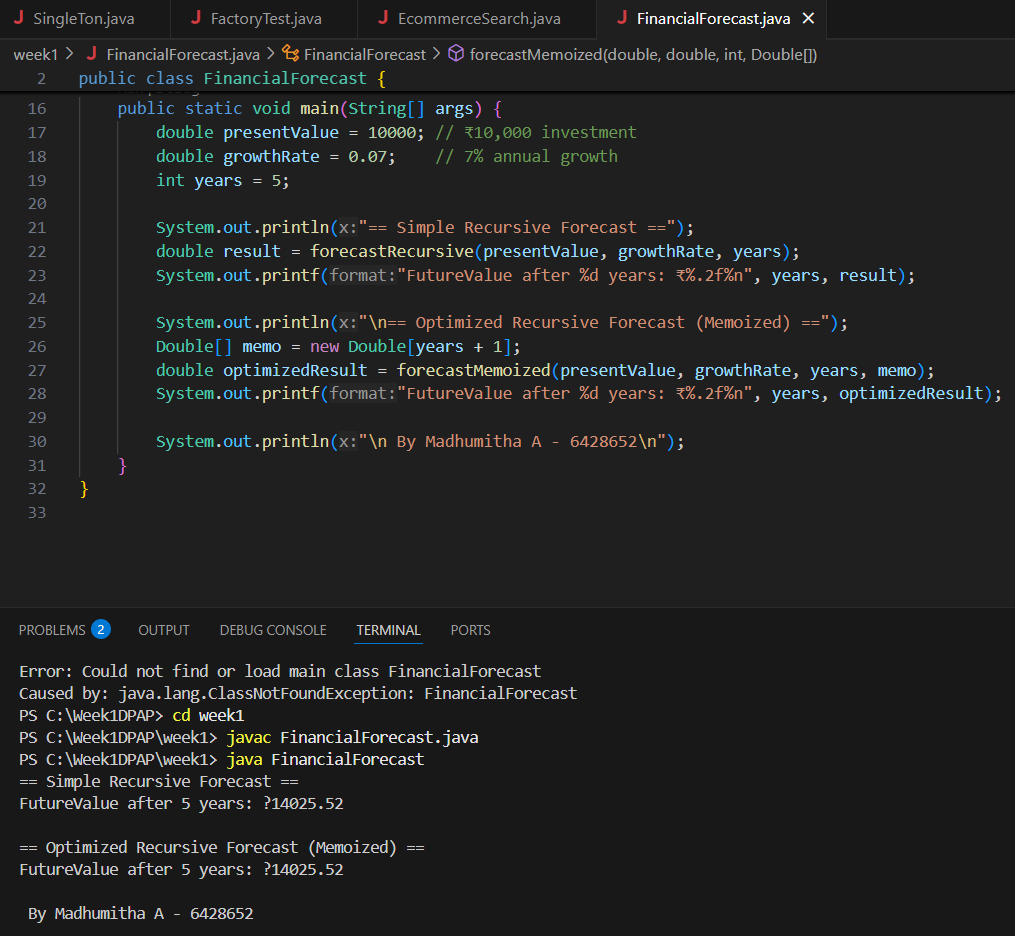 SingleTon.java FactoryTest.java EcommerceSearch.java FinancialForecast.java
week1 > FinancialForecast.java > FinancialForecast > forecastMemoized(double, double, int, Double[])
2 public class FinancialForecast {
16 public static void main(String[] args) {
17 double presentValue = 10000; // ₹10,000 investment
18 double growthRate = 0.07; // 7% annual growth
19 int years = 5;
20
21 System.out.println(x:"== Simple Recursive Forecast ==");
22 double result = forecastRecursive(presentValue, growthRate, years);
23 System.out.printf(format:"FutureValue after %d years: ₹%.2f%n", years, result);
24
25 System.out.println(x:"\n== Optimized Recursive Forecast (Memoized) ==");
26 Double[] memo = new Double[years + 1];
27 double optimizedResult = forecastMemoized(presentValue, growthRate, years, memo);
28 System.out.printf(format:"FutureValue after %d years: ₹%.2f%n", years, optimizedResult);
29
30 System.out.println(x:"\n By Madhumitha A - 6428652\n");
31 }
32 }
33
PROBLEMS 2 OUTPUT DEBUG CONSOLE TERMINAL PORTS
Error: Could not find or load main class FinancialForecast
Caused by: java.lang.ClassNotFoundException: FinancialForecast
PS C:\Week1DPAP> cd week1
PS C:\Week1DPAP\week1> javac FinancialForecast.java
PS C:\Week1DPAP\week1> java FinancialForecast
== Simple Recursive Forecast ==
FutureValue after 5 years: ?14025.52
== Optimized Recursive Forecast (Memoized) ==
FutureValue after 5 years: ?14025.52
By Madhumitha A - 6428652